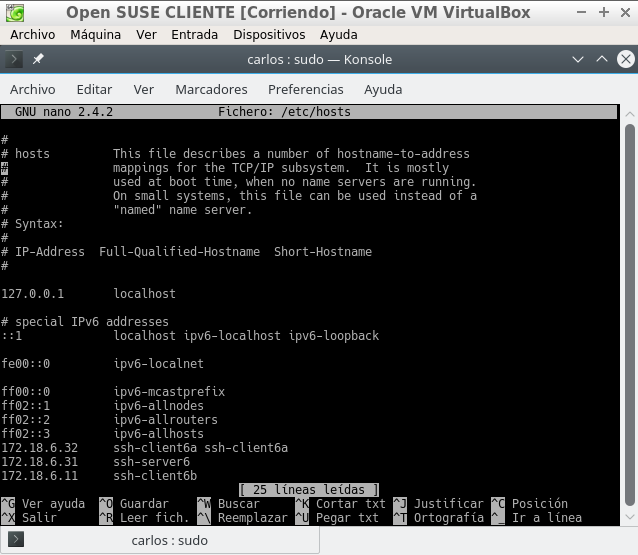 Open SUSE CLIENTE [Corriendo] - Oracle VM VirtualBox
Archivo Máquina Ver Entrada Dispositivos Ayuda
carlos : sudo — Konsole
Archivo Editar Ver Marcadores Preferencias Ayuda
GNU nano 2.4.2 Fichero: /etc/hosts
#
# hosts This file describes a number of hostname-to-address
# mappings for the TCP/IP subsystem. It is mostly
# used at boot time, when no name servers are running.
# On small systems, this file can be used instead of a
# "named" name server.
# Syntax:
#
# IP-Address Full-Qualified-Hostname Short-Hostname
#
127.0.0.1 localhost
# special IPv6 addresses
::1 localhost ipv6-localhost ipv6-loopback
fe00::0 ipv6-localnet
ff00::0 ipv6-mcastprefix
ff02::1 ipv6-allnodes
ff02::2 ipv6-allrouters
ff02::3 ipv6-allhosts
172.18.6.32 ssh-client6a ssh-client6a
172.18.6.31 ssh-server6
172.18.6.11 ssh-client6b
[ 25 líneas leídas ]
^G Ver ayuda ^O Guardar ^W Buscar ^K Cortar txt ^J Justificar ^C Posición
^X Salir ^R Leer fich. ^\ Reemplazar ^U Pegar txt ^T Ortografía ^_ Ir a línea
carlos : sudo